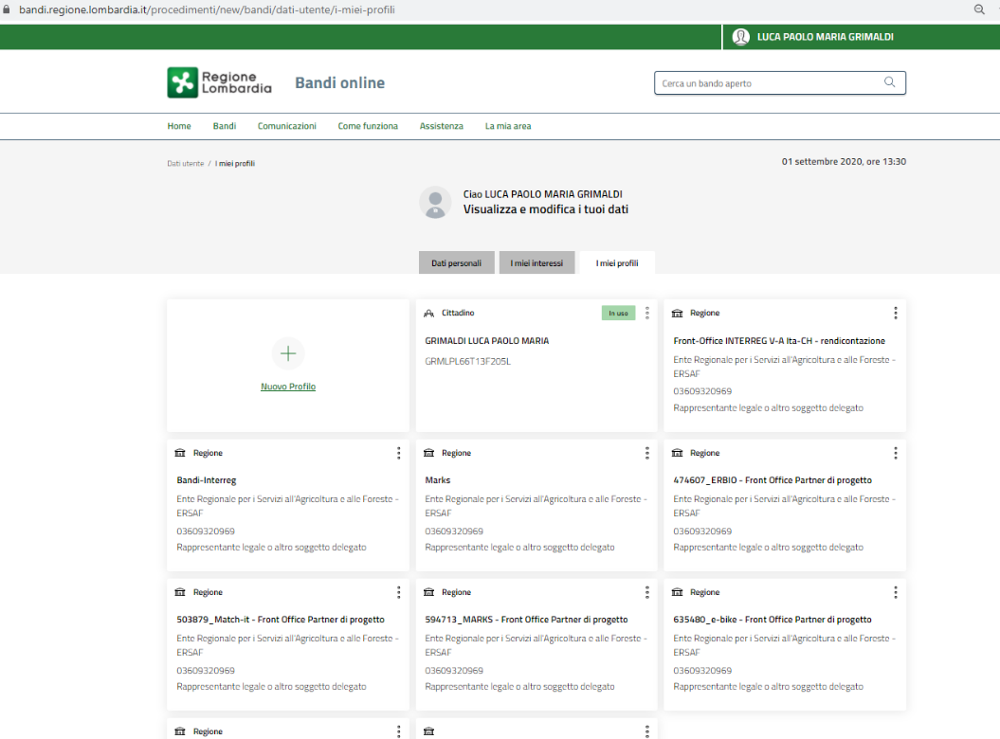 bandi.regione.lombardia.it/procedimenti/new/bandi/dati-utente/i-miei-profili
LUCA PAOLO MARIA GRIMALDI
Regione
Lombardia
Bandi online
Cerca un bando aperto
Home Bandi Comunicazioni Come funziona Assistenza La mia area
Dati utente / I miei profili
01 settembre 2020, ore 13:30
Ciao LUCA PAOLO MARIA GRIMALDI
Visualizza e modifica i tuoi dati
Dati personali I miei interessi I miei profili
Nuovo Profilo
Cittadino In uso
GRIMALDI LUCA PAOLO MARIA
GRMLPL66T13F205L
Regione
Front-Office INTERREG V-A Ita-CH - rendicontazione
Ente Regionale per i Servizi all'Agricoltura e alle Foreste -
ERSAF
03609320969
Rappresentante legale o altro soggetto delegato
Regione
Bandi-Interreg
Ente Regionale per i Servizi all'Agricoltura e alle Foreste -
ERSAF
03609320969
Rappresentante legale o altro soggetto delegato
Regione
Marks
Ente Regionale per i Servizi all'Agricoltura e alle Foreste -
ERSAF
03609320969
Rappresentante legale o altro soggetto delegato
Regione
474607_ERBIO - Front Office Partner di progetto
Ente Regionale per i Servizi all'Agricoltura e alle Foreste -
ERSAF
03609320969
Rappresentante legale o altro soggetto delegato
Regione
503879_Match-it - Front Office Partner di progetto
Ente Regionale per i Servizi all'Agricoltura e alle Foreste -
ERSAF
03609320969
Rappresentante legale o altro soggetto delegato
Regione
594713_MARKS - Front Office Partner di progetto
Ente Regionale per i Servizi all'Agricoltura e alle Foreste -
ERSAF
03609320969
Rappresentante legale o altro soggetto delegato
Regione
635480_e-bike - Front Office Partner di progetto
Ente Regionale per i Servizi all'Agricoltura e alle Foreste -
ERSAF
03609320969
Rappresentante legale o altro soggetto delegato
Regione